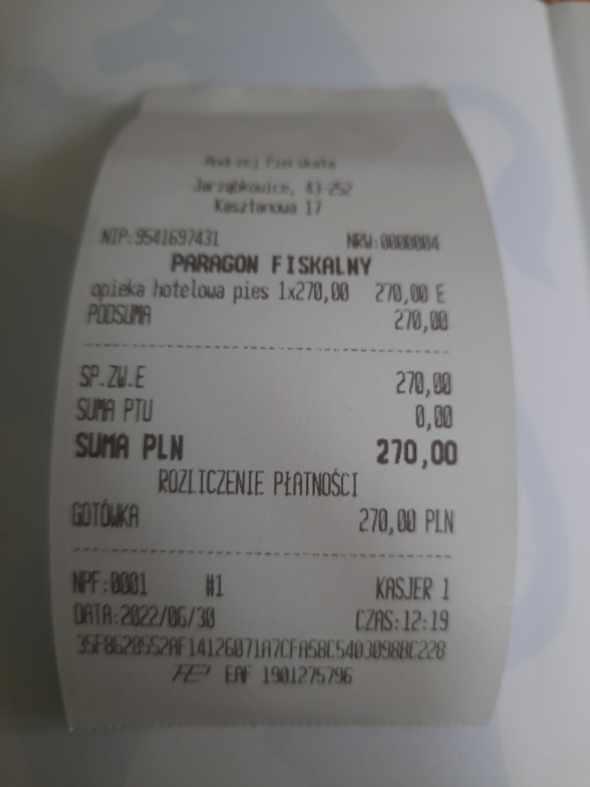 Andrzej
Jarząbkowice, 43-252
Kasztanowa 17
NIP:9541697431 NRW:0000004
PARAGON FISKALNY
opieka hotelowa pies 1x270,00 270,00 E
PODSUMA 270,00
SP.ZW.E 270,00
SUMA PTU 0,00
SUMA PLN 270,00
ROZLICZENIE PŁATNOŚCI
GOTÓWKA 270,00 PLN
NPF:0001 #1 KASJER 1
DATA:2022/06/30 CZAS:12:19
EAF 1901275796